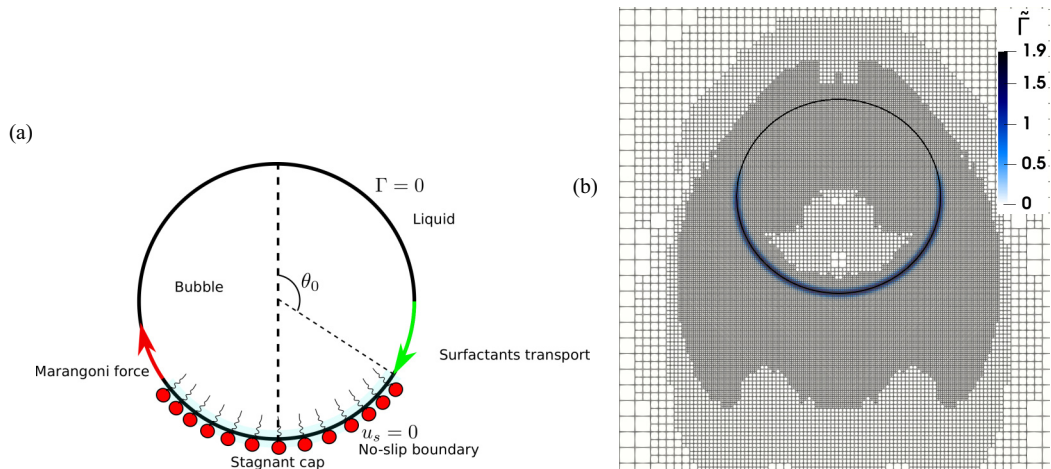 (a)
Γ = 0
Liquid
θ₀
Bubble
Surfactants transport
Marangoni force
uₛ = 0
No-slip boundary
Stagnant cap
(b)
Γ̃
1.9
1.5
1
0.5
0